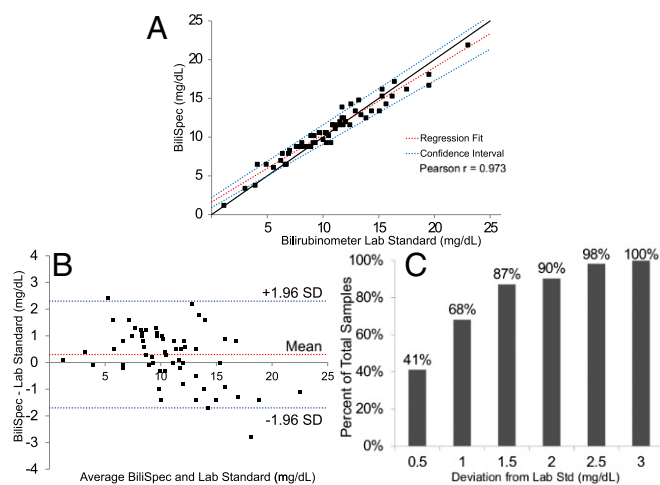 A
25
20
15
10
5
0
BiliSpec (mg/dL)
Regression Fit
Confidence Interval
Pearson r = 0.973
5 10 15 20 25
Bilirubinometer Lab Standard (mg/dL)
B
4
3
2
1
0
-1
-2
-3
-4
BiliSpec - Lab Standard (mg/dL)
+1.96 SD
Mean
5 10 15 20 25
-1.96 SD
Average BiliSpec and Lab Standard (mg/dL)
C
100%
80%
60%
40%
20%
0%
Percent of Total Samples
41% 68% 87% 90% 98% 100%
0.5 1 1.5 2 2.5 3
Deviation from Lab Std (mg/dL)